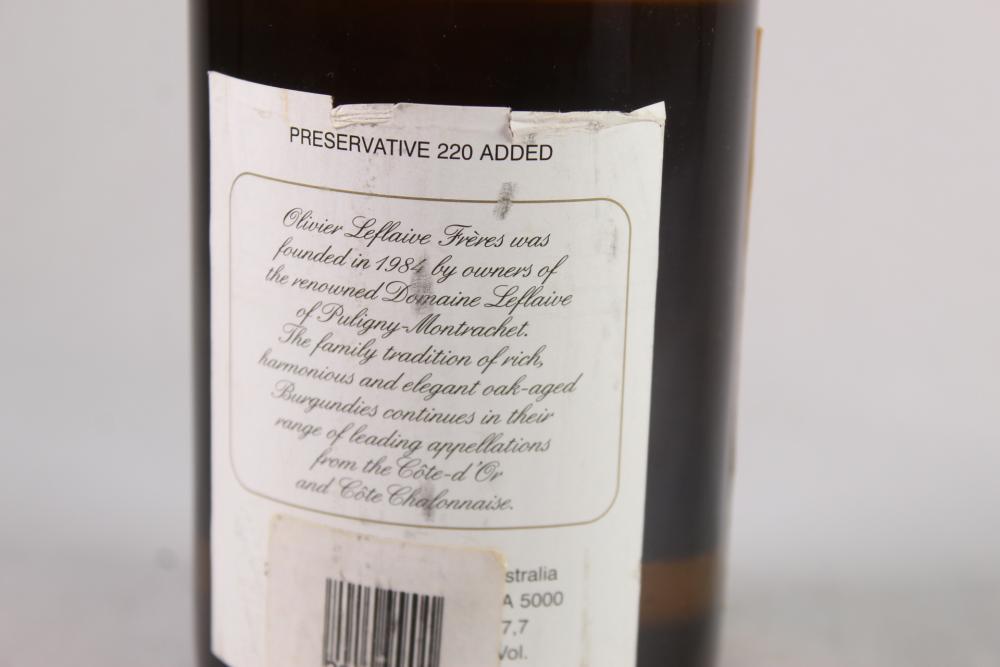 PRESERVATIVE 220 ADDED
Olivier Leflaive Frères was
founded in 1984 by owners of
the renowned Domaine Leflaive
of Puligny-Montrachet.
The family tradition of rich,
harmonious and elegant oak-aged
Burgundies continues in their
range of leading appellations
from the Côte-d'Or
and Côte Chalonnaise.
stralia
A 5000
7,7
Vol.